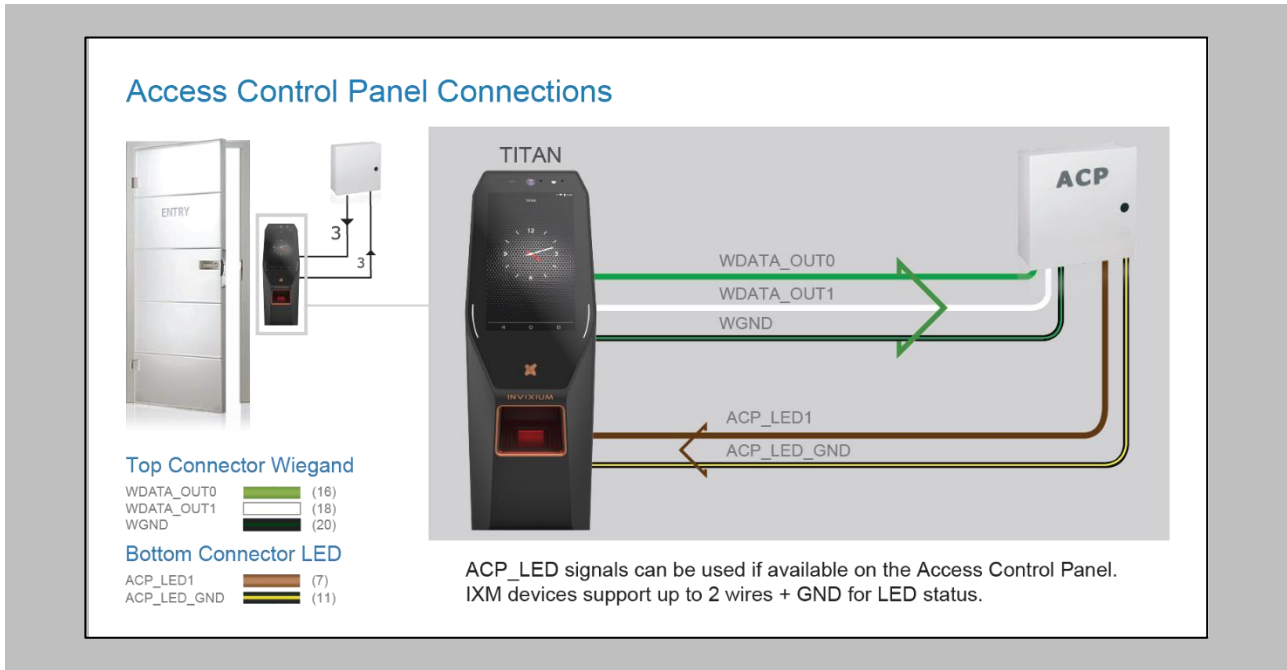 Access Control Panel Connections
ENTRY
3
3
TITAN
ACP
WDATA_OUT0
WDATA_OUT1
WGND
INVIXIUM
ACP_LED1
ACP_LED_GND
Top Connector Wiegand
WDATA_OUT0 (16)
WDATA_OUT1 (18)
WGND (20)
Bottom Connector LED
ACP_LED1 (7)
ACP_LED_GND (11)
ACP_LED signals can be used if available on the Access Control Panel.
IXM devices support up to 2 wires + GND for LED status.